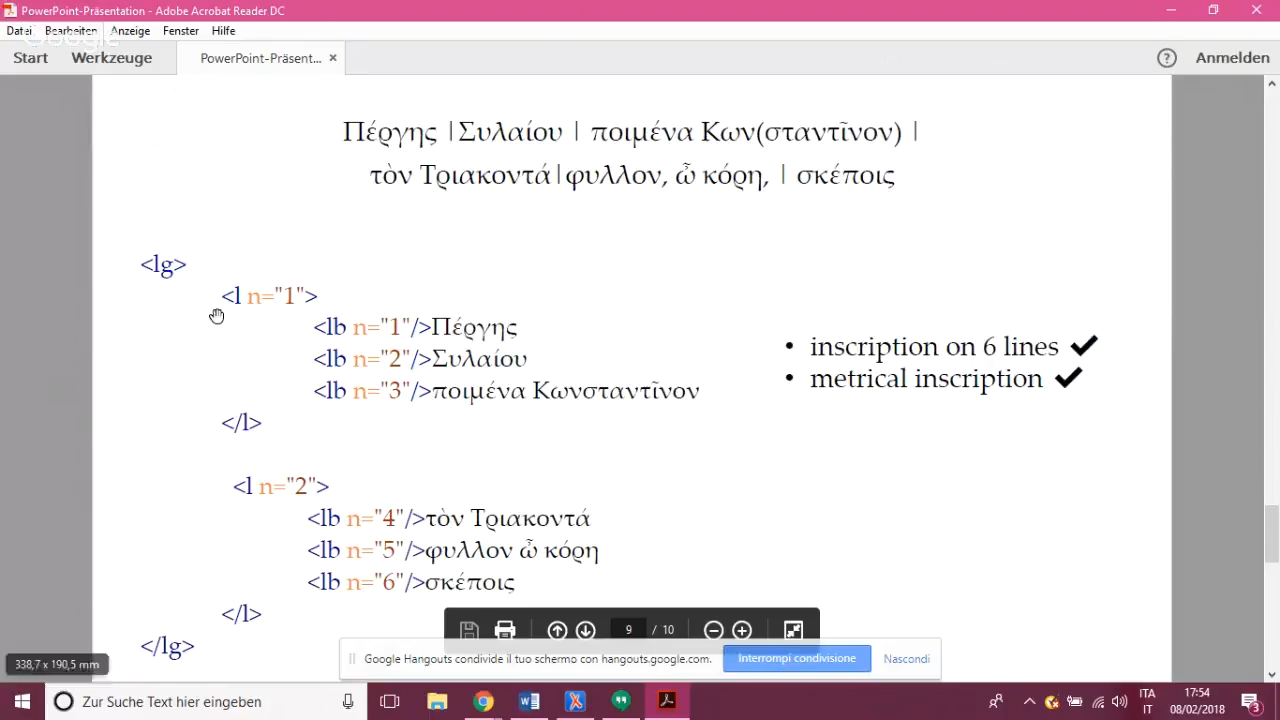 PowerPoint-Präsentation - Adobe Acrobat Reader DC
Datei Bearbeiten Anzeige Fenster Hilfe
Google
Start Werkzeuge PowerPoint-Präsent... × ? Anmelden
Πέργης |Συλαίου | ποιμένα Κων(σταντῖνον) |
τὸν Τριακοντά|φυλλον, ὦ κόρη, | σκέποις
<lg>
<l n="1">
<lb n="1"/>Πέργης
<lb n="2"/>Συλαίου
<lb n="3"/>ποιμένα Κωνσταντῖνον
</l>
• inscription on 6 lines ✔
• metrical inscription ✔
<l n="2">
<lb n="4"/>τὸν Τριακοντά
<lb n="5"/>φυλλον ὦ κόρη
<lb n="6"/>σκέποις
</l>
</lg>
9 / 10
Google Hangouts condivide il tuo schermo con hangouts.google.com. Interrompi condivisione Nascondi
338,7 x 190,5 mm
Zur Suche Text hier eingeben
ITA 17:54
IT 08/02/2018 3